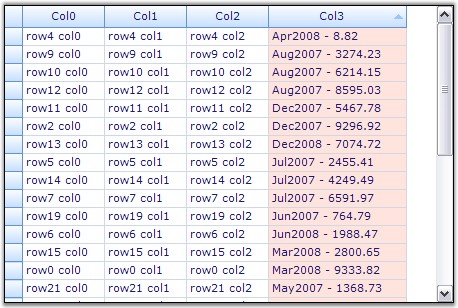 Col0 Col1 Col2 Col3
row4 col0 row4 col1 row4 col2 Apr2008 - 8.82
row9 col0 row9 col1 row9 col2 Aug2007 - 3274.23
row10 col0 row10 col1 row10 col2 Aug2007 - 6214.15
row12 col0 row12 col1 row12 col2 Aug2007 - 8595.03
row11 col0 row11 col1 row11 col2 Dec2007 - 5467.78
row2 col0 row2 col1 row2 col2 Dec2007 - 9296.92
row13 col0 row13 col1 row13 col2 Dec2008 - 7074.72
row5 col0 row5 col1 row5 col2 Jul2007 - 2455.41
row14 col0 row14 col1 row14 col2 Jul2007 - 4249.49
row7 col0 row7 col1 row7 col2 Jul2007 - 6591.97
row19 col0 row19 col1 row19 col2 Jun2007 - 764.79
row6 col0 row6 col1 row6 col2 Jun2008 - 1988.47
row15 col0 row15 col1 row15 col2 Mar2008 - 2800.65
row0 col0 row0 col1 row0 col2 Mar2008 - 9333.82
row21 col0 row21 col1 row21 col2 May2007 - 1368.73